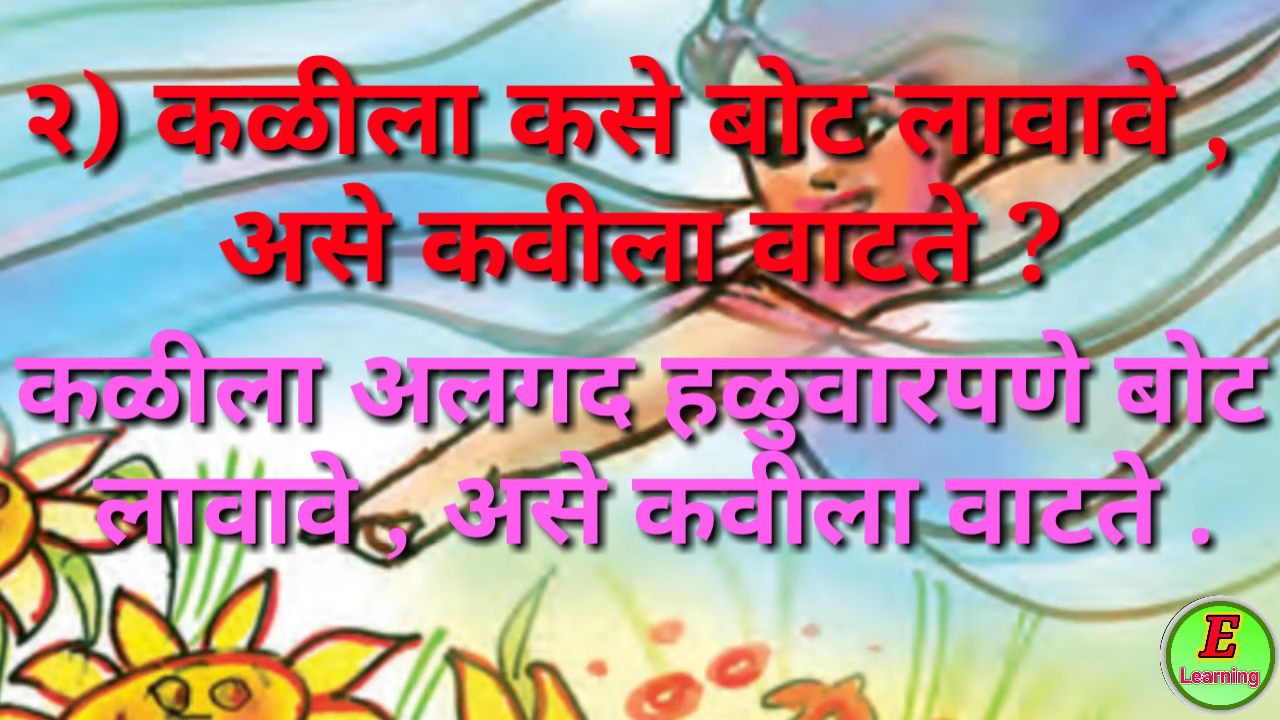 २) कळीला कसे बोट लावावे ,
असे कवीला वाटते ?
कळीला अलगद हळुवारपणे बोट
लावावे , असे कवीला वाटते .
E
Learning